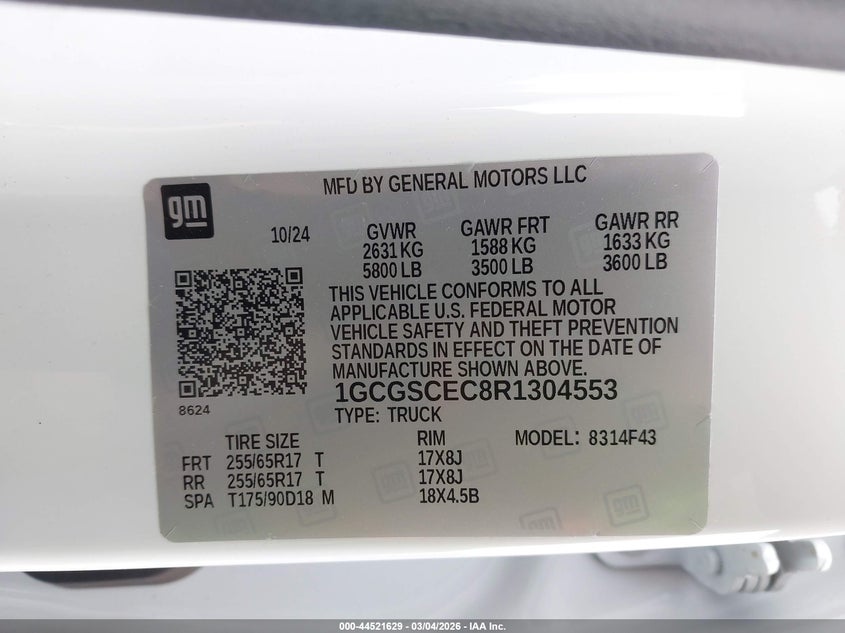 gm
MFD BY GENERAL MOTORS LLC
10/24
GVWR GAWR FRT GAWR RR
2631 KG 1588 KG 1633 KG
5800 LB 3500 LB 3600 LB
THIS VEHICLE CONFORMS TO ALL
APPLICABLE U.S. FEDERAL MOTOR
VEHICLE SAFETY AND THEFT PREVENTION
STANDARDS IN EFFECT ON THE DATE OF
MANUFACTURE SHOWN ABOVE.
1GCGSCEC8R1304553
8624
TYPE: TRUCK
TIRE SIZE RIM MODEL: 8314F43
FRT 255/65R17 T 17X8J
RR 255/65R17 T 17X8J
SPA T175/90D18 M 18X4.5B
000-44521629 - 03/04/2026 - IAA Inc.